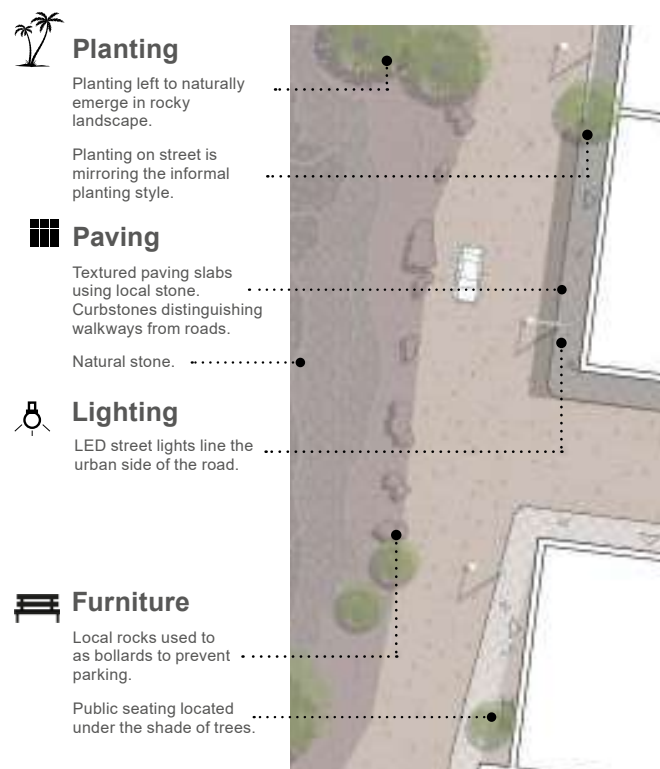 Planting
Planting left to naturally
emerge in rocky
landscape.
Planting on street is
mirroring the informal
planting style.
Paving
Textured paving slabs
using local stone.
Curbstones distinguishing
walkways from roads.
Natural stone.
Lighting
LED street lights line the
urban side of the road.
Furniture
Local rocks used to
as bollards to prevent
parking.
Public seating located
under the shade of trees.